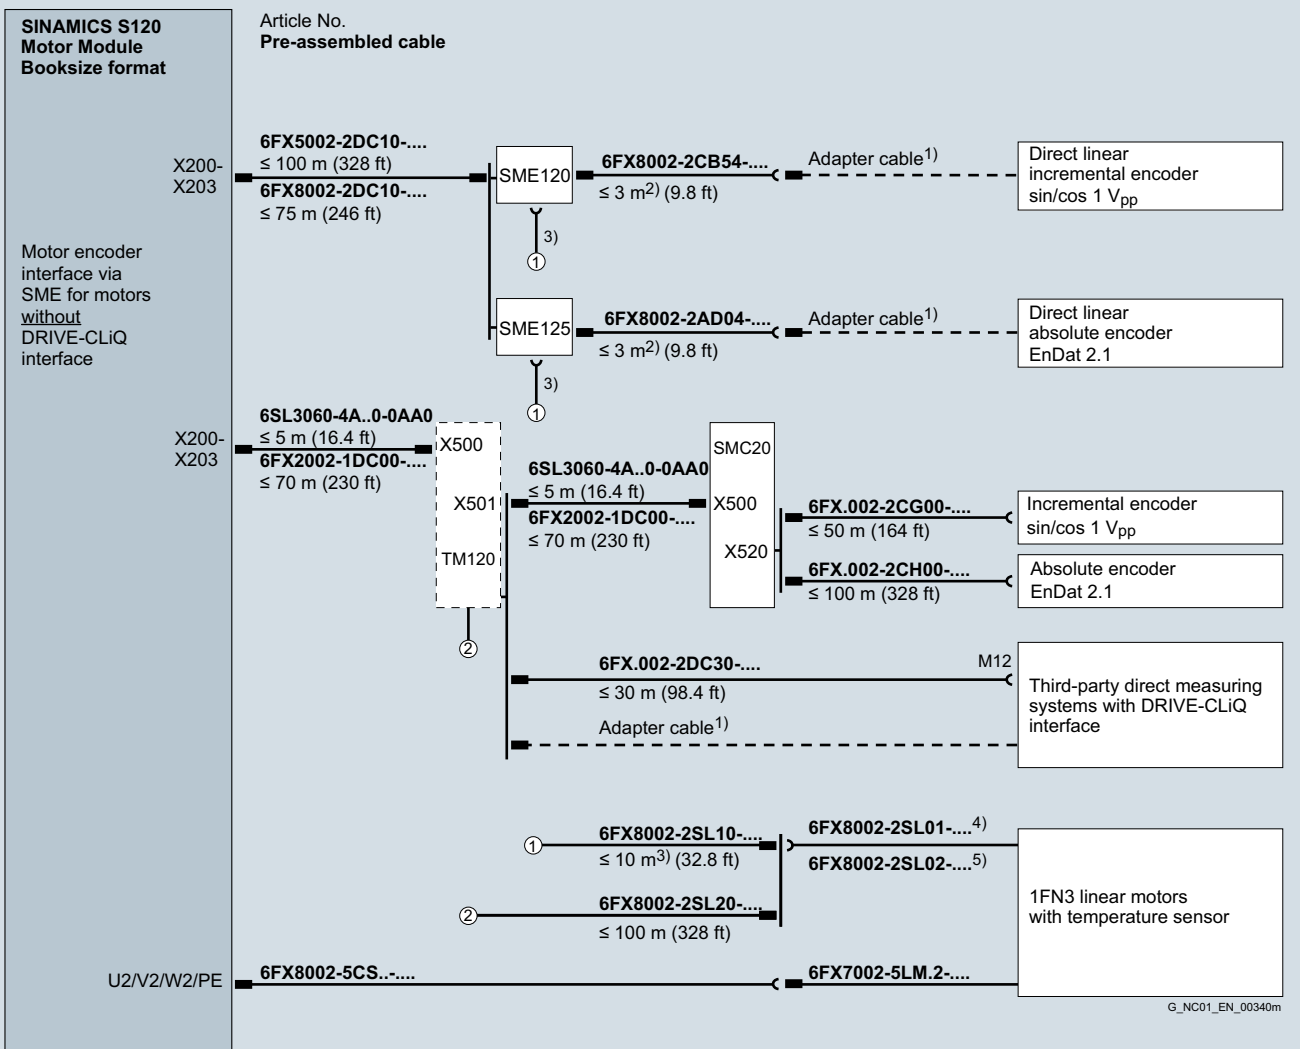 SINAMICS S120
Motor Module
Booksize format
Article No.
Pre-assembled cable
X200-
X203
6FX5002-2DC10-....
≤ 100 m (328 ft)
6FX8002-2DC10-....
≤ 75 m (246 ft)
SME120
6FX8002-2CB54-....
≤ 3 m2) (9.8 ft)
Adapter cable1)
Direct linear
incremental encoder
sin/cos 1 Vpp
3)
1
Motor encoder
interface via
SME for motors
without
DRIVE-CLiQ
interface
SME125
6FX8002-2AD04-....
≤ 3 m2) (9.8 ft)
Adapter cable1)
Direct linear
absolute encoder
EnDat 2.1
3)
1
X200-
X203
6SL3060-4A..0-0AA0
≤ 5 m (16.4 ft)
6FX2002-1DC00-....
≤ 70 m (230 ft)
X500
X501
TM120
2
6SL3060-4A..0-0AA0
≤ 5 m (16.4 ft)
6FX2002-1DC00-....
≤ 70 m (230 ft)
SMC20
X500
X520
6FX.002-2CG00-....
≤ 50 m (164 ft)
Incremental encoder
sin/cos 1 Vpp
6FX.002-2CH00-....
≤ 100 m (328 ft)
Absolute encoder
EnDat 2.1
6FX.002-2DC30-....
≤ 30 m (98.4 ft)
M12
Adapter cable1)
Third-party direct measuring
systems with DRIVE-CLiQ
interface
1
6FX8002-2SL10-....
≤ 10 m3) (32.8 ft)
6FX8002-2SL01-....4)
6FX8002-2SL02-....5)
2
6FX8002-2SL20-....
≤ 100 m (328 ft)
1FN3 linear motors
with temperature sensor
U2/V2/W2/PE
6FX8002-5CS..-....
6FX7002-5LM.2-....
G_NC01_EN_00340m